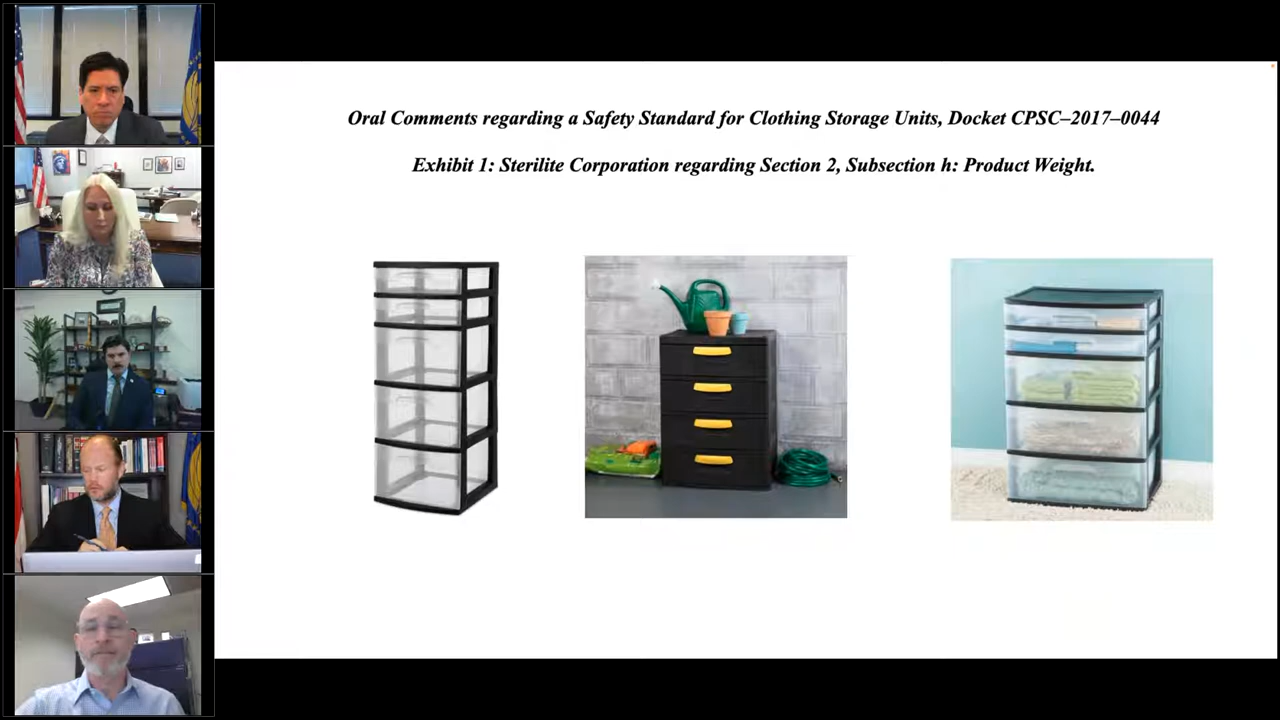 Oral Comments regarding a Safety Standard for Clothing Storage Units, Docket CPSC–2017–0044
Exhibit 1: Sterilite Corporation regarding Section 2, Subsection h: Product Weight.